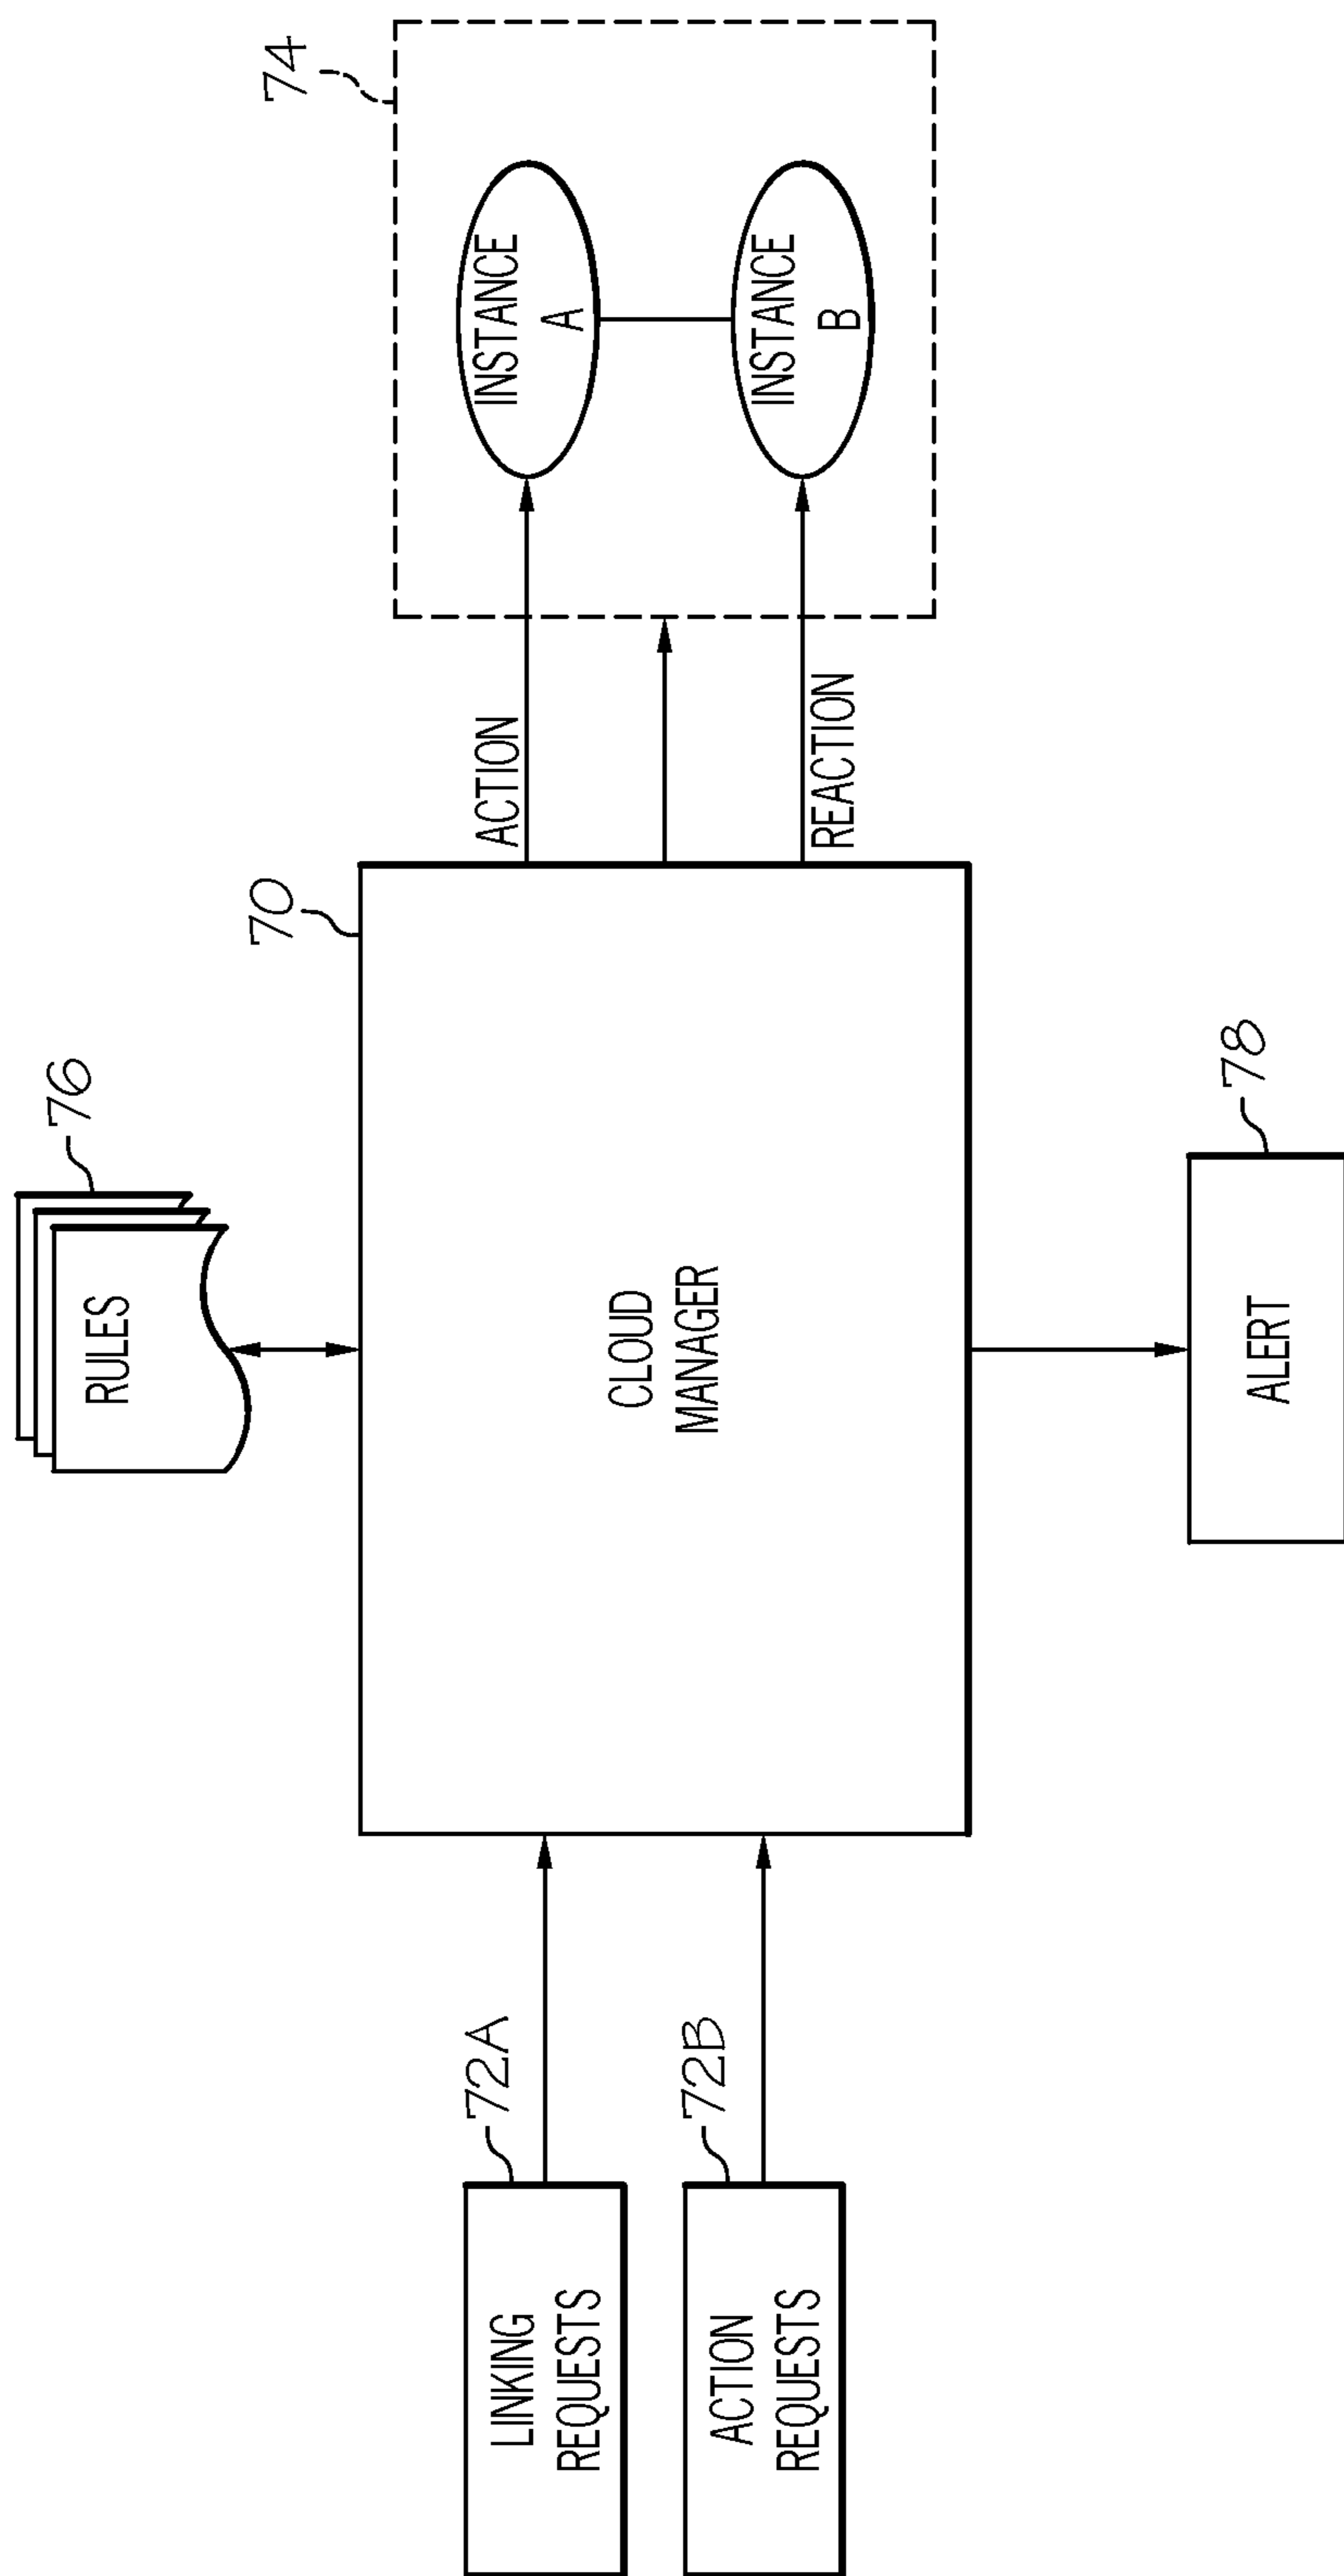 76
RULES
70
74
72A
LINKING
REQUESTS
72B
ACTION
REQUESTS
CLOUD
MANAGER
ACTION
REACTION
INSTANCE
A
INSTANCE
B
78
ALERT